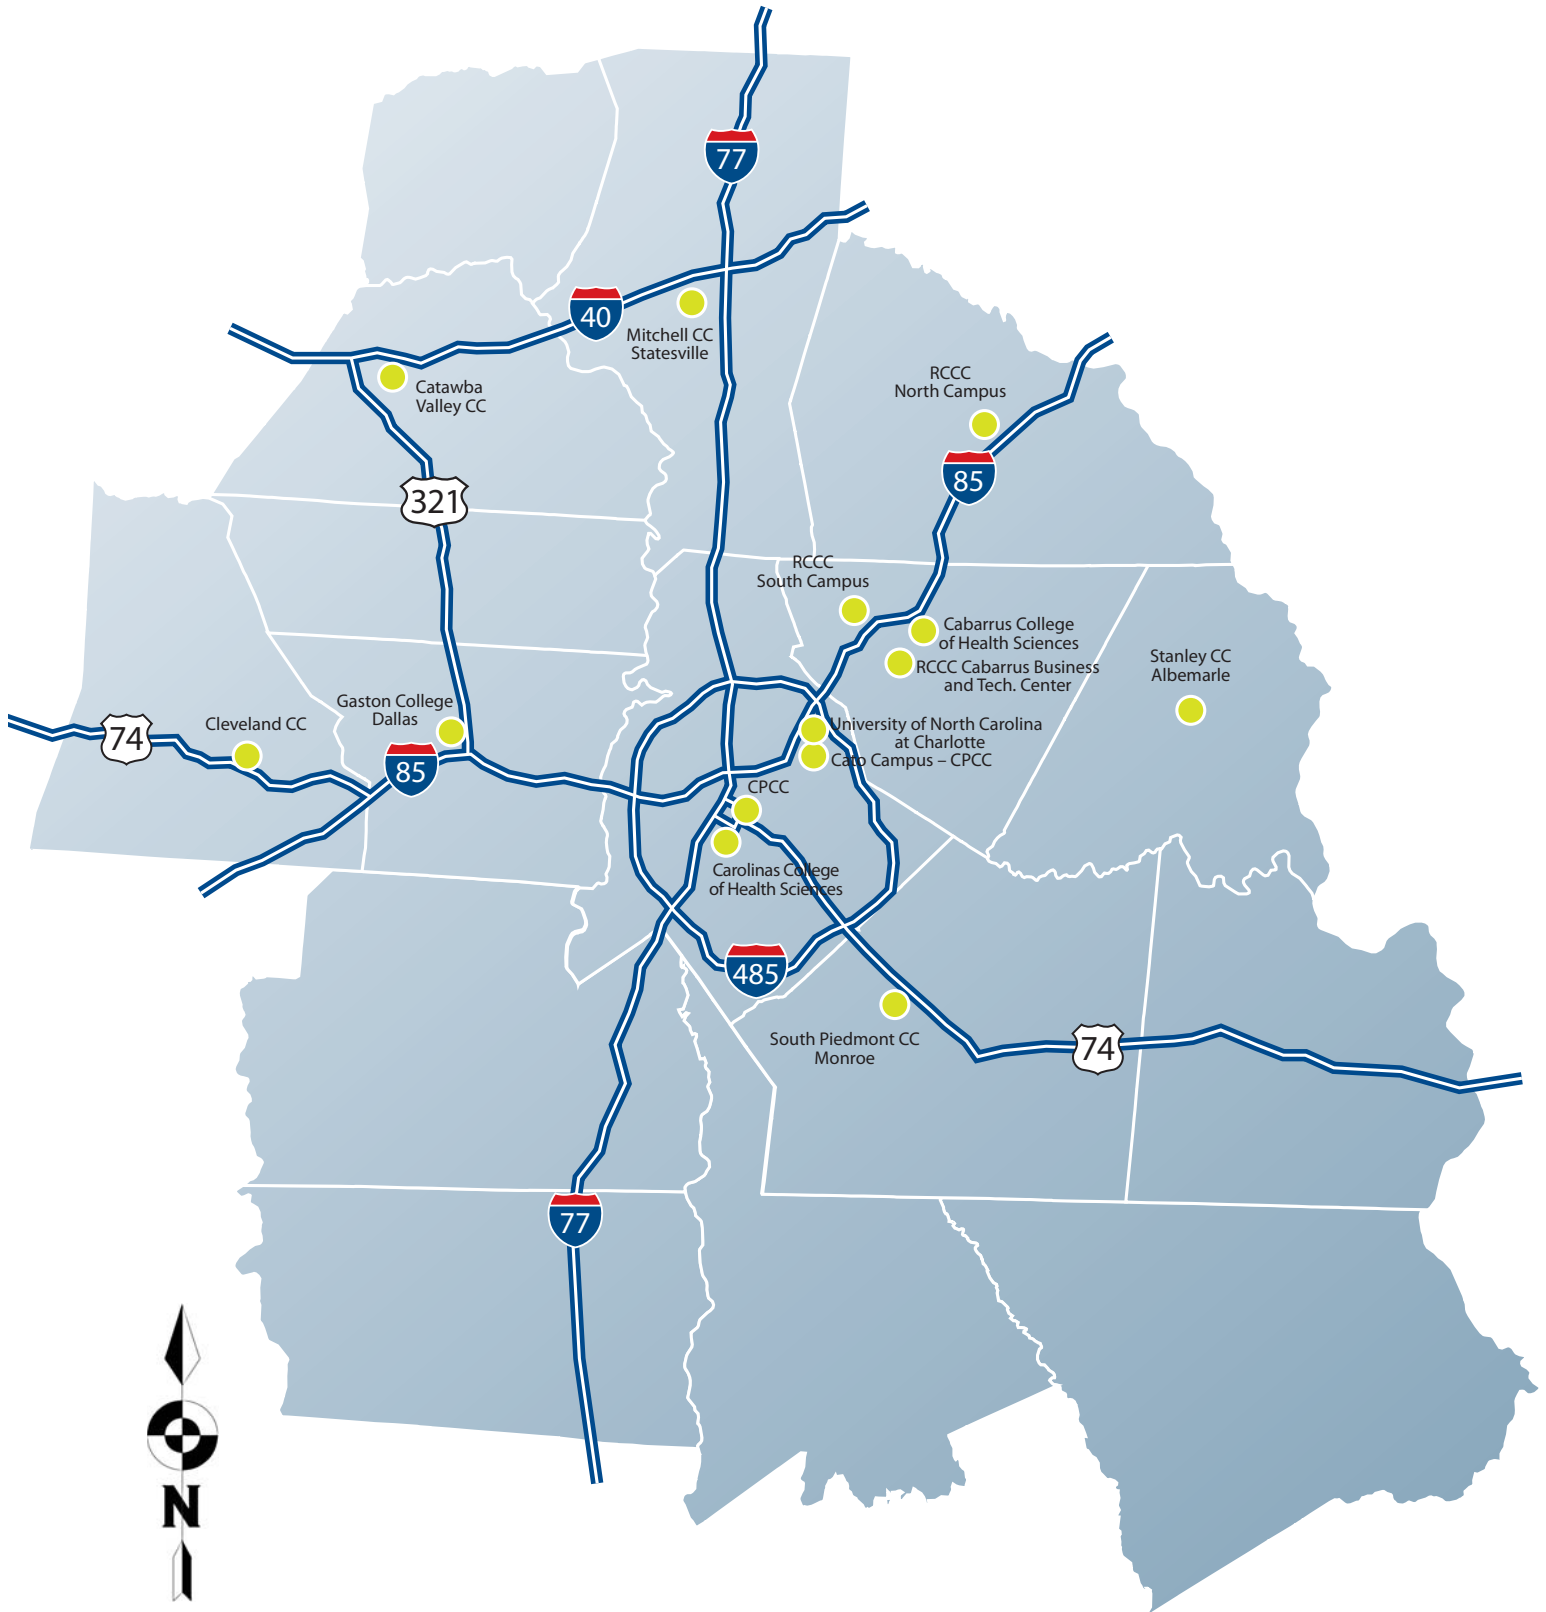 77
40
Mitchell CC
Statesville
Catawba
Valley CC
RCCC
North Campus
85
321
RCCC
South Campus
Cabarrus College
of Health Sciences
RCCC Cabarrus Business
and Tech. Center
Stanley CC
Albemarle
Gaston College
Dallas
Cleveland CC
74
85
University of North Carolina
at Charlotte
Cato Campus – CPCC
CPCC
Carolinas College
of Health Sciences
485
South Piedmont CC
Monroe
74
77
N